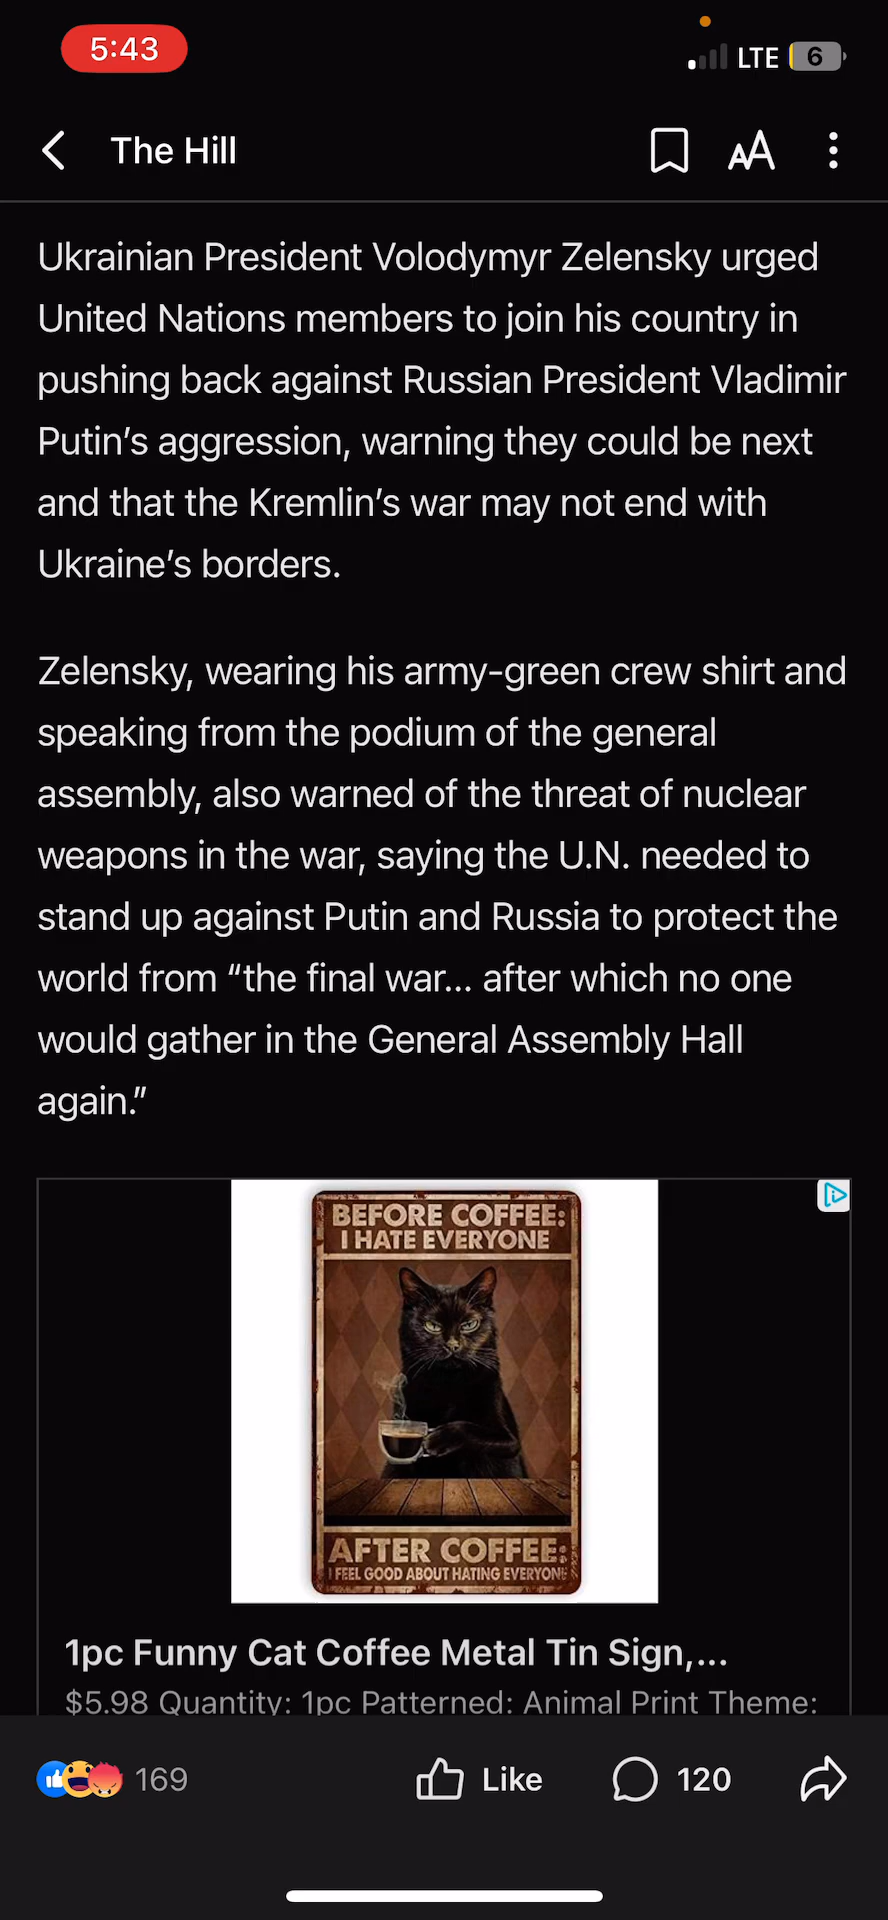 5:43
LTE 6
The Hill
AA
Ukrainian President Volodymyr Zelensky urged
United Nations members to join his country in
pushing back against Russian President Vladimir
Putin’s aggression, warning they could be next
and that the Kremlin’s war may not end with
Ukraine’s borders.
Zelensky, wearing his army-green crew shirt and
speaking from the podium of the general
assembly, also warned of the threat of nuclear
weapons in the war, saying the U.N. needed to
stand up against Putin and Russia to protect the
world from “the final war... after which no one
would gather in the General Assembly Hall
again.”
BEFORE COFFEE:
I HATE EVERYONE
AFTER COFFEE:
I FEEL GOOD ABOUT HATING EVERYONE
1pc Funny Cat Coffee Metal Tin Sign,...
$5.98 Quantity: 1pc Patterned: Animal Print Theme:
169
Like
120